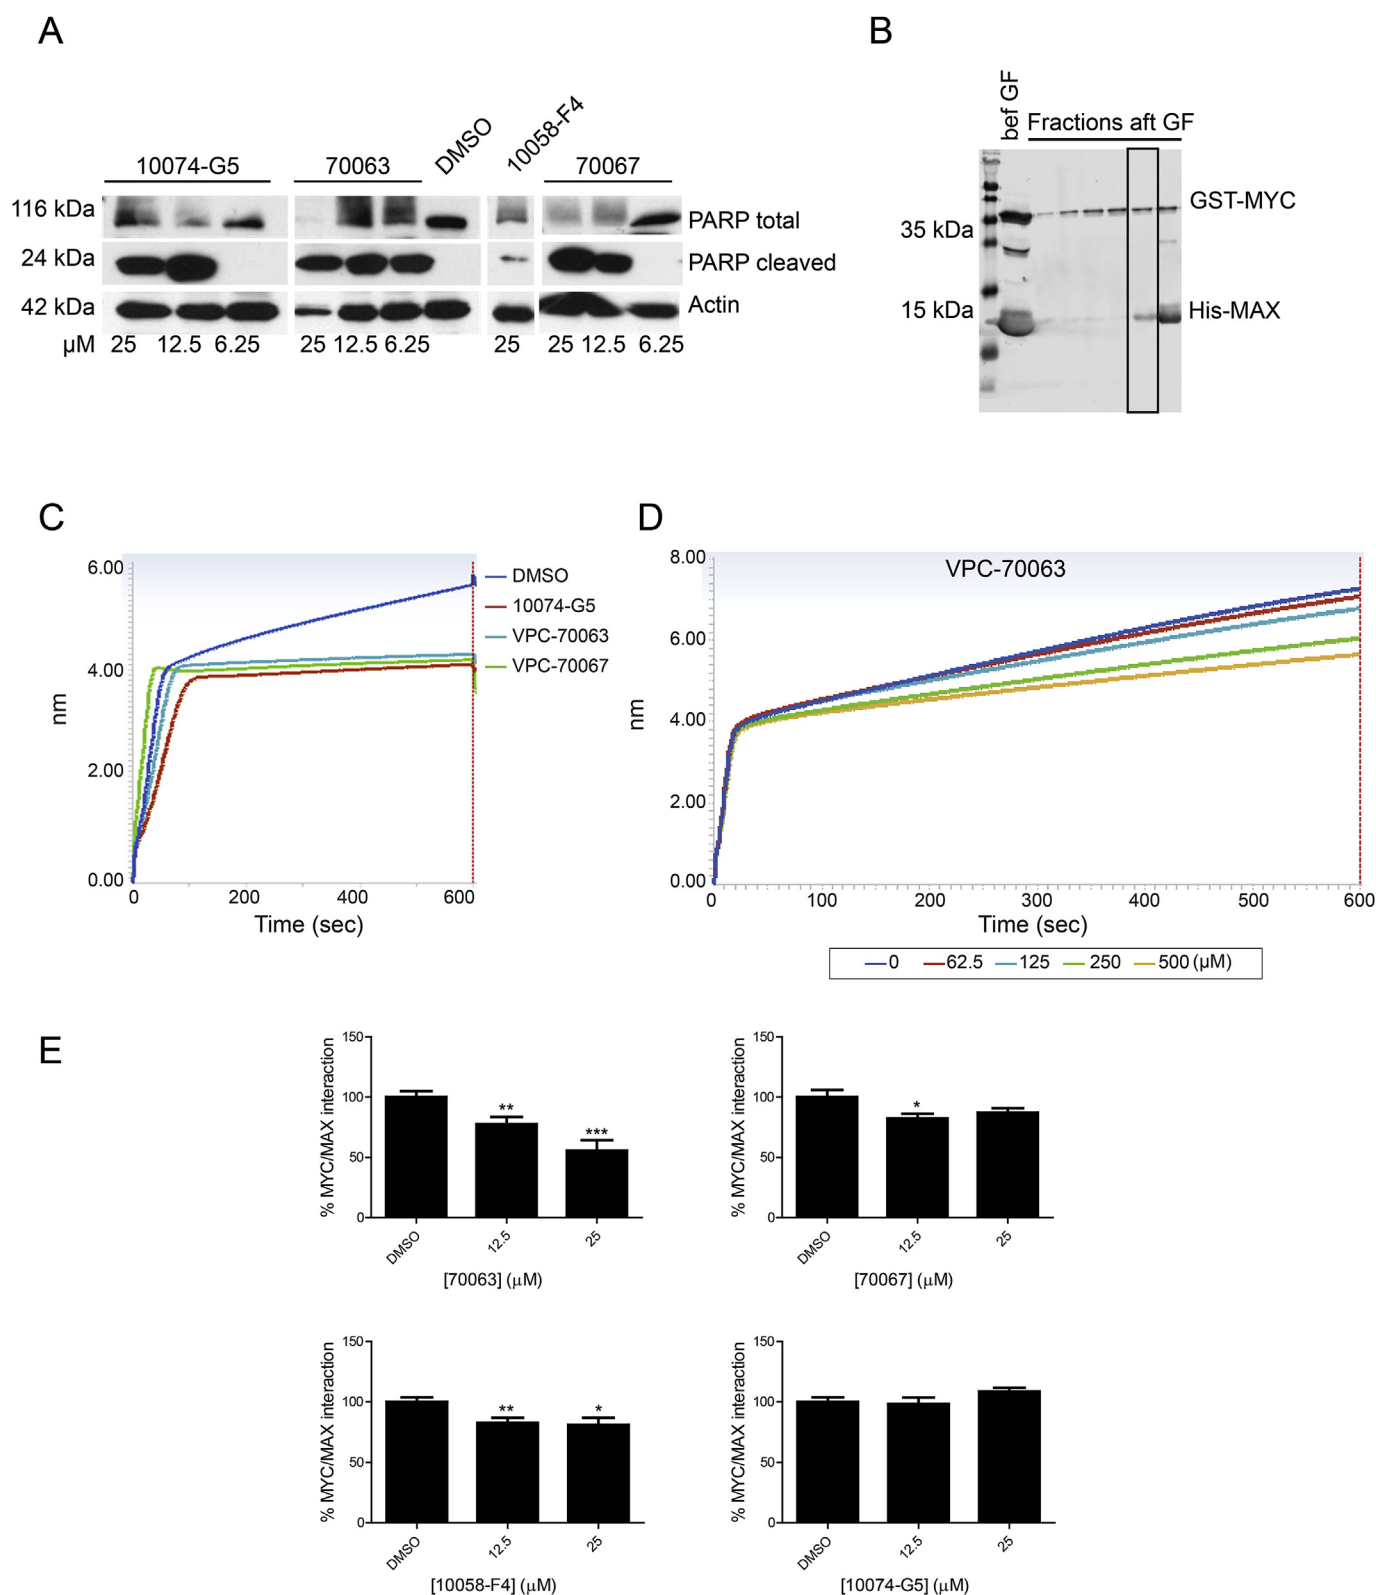 A
10074-G5
70063
DMSO
10058-F4
70067
116 kDa
PARP total
24 kDa
PARP cleaved
42 kDa
Actin
µM 25 12.5 6.25 25 12.5 6.25 25 25 12.5 6.25
B
bef GF
Fractions aft GF
GST-MYC
35 kDa
15 kDa
His-MAX
C
6.00
4.00
2.00
0.00
nm
0 200 400 600
Time (sec)
DMSO
10074-G5
VPC-70063
VPC-70067
D
VPC-70063
8.00
6.00
4.00
2.00
0.00
nm
0 100 200 300 400 500 600
Time (sec)
0 62.5 125 250 500 (µM)
E
% MYC/MAX interaction
150
100
50
0
**
***
DMSO 12.5 25
[70063] (µM)
% MYC/MAX interaction
150
100
50
0
*
DMSO 12.5 25
[70067] (µM)
% MYC/MAX interaction
150
100
50
0
**
*
DMSO 12.5 25
[10058-F4] (µM)
% MYC/MAX interaction
150
100
50
0
DMSO 12.5 25
[10074-G5] (µM)